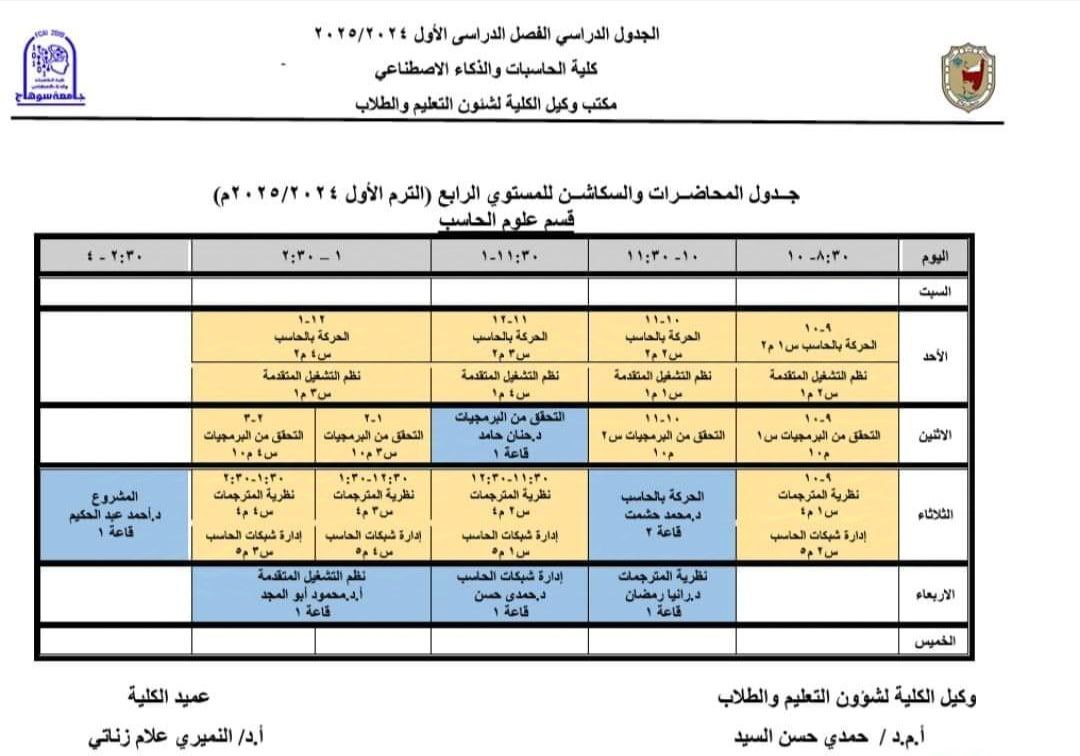 الجدول الدراسي الفصل الدراسى الأول ٢٠٢٥/٢٠٢٤
كلية الحاسبات والذكاء الاصطناعي
مكتب وكيل الكلية لشئون التعليم والطلاب
FCAI 2019
جامعة سوهاج
جـدول المحاضـرات والسكاشـن للمستوي الرابع (الترم الأول ٢٠٢٥/٢٠٢٤م)
قسم علوم الحاسب
اليوم
٨:٣٠- ١٠
١٠- ١١:٣٠
١١:٣٠-١
١ – ٢:٣٠
٢:٣٠ – ٤
السبت
الأحد
٩-١٠
الحركة بالحاسب س١ م٢
١٠-١١
الحركة بالحاسب
س٢ م٢
١١-١٢
الحركة بالحاسب
س٣ م٢
١٢-١
الحركة بالحاسب
س٤ م٢
نظم التشغيل المتقدمة
س٢ م١
نظم التشغيل المتقدمة
س١ م١
نظم التشغيل المتقدمة
س٤ م١
نظم التشغيل المتقدمة
س٣ م١
الاثنين
٩-١٠
التحقق من البرمجيات س١
م١٠
١٠-١١
التحقق من البرمجيات س٢
م١٠
التحقق من البرمجيات
د.حنان حامد
قاعة ١
١-٢
التحقق من البرمجيات
س٣ م١٠
٢-٣
التحقق من البرمجيات
س٤ م١٠
الثلاثاء
٩-١٠
نظرية المترجمات
س١ م٤
إدارة شبكات الحاسب
س٢ م٥
الحركة بالحاسب
د.محمد حشمت
قاعة ٢
١١:٣٠-١٢:٣٠
نظرية المترجمات
س٢ م٤
إدارة شبكات الحاسب
س١ م٥
١٢:٣٠-١:٣٠
نظرية المترجمات
س٣ م٤
إدارة شبكات الحاسب
س٤ م٥
١:٣٠-٢:٣٠
نظرية المترجمات
س٤ م٤
إدارة شبكات الحاسب
س٣ م٥
المشروع
د.أحمد عبد الحكيم
قاعة ١
الاربعاء
نظرية المترجمات
د.رانيا رمضان
قاعة ١
إدارة شبكات الحاسب
د.حمدى حسن
قاعة ١
نظم التشغيل المتقدمة
أ.د.محمود أبو المجد
قاعة ١
الخميس
وكيل الكلية لشؤون التعليم والطلاب
أ.م.د / حمدي حسن السيد
عميد الكلية
أ.د/ النميري علام زناتي